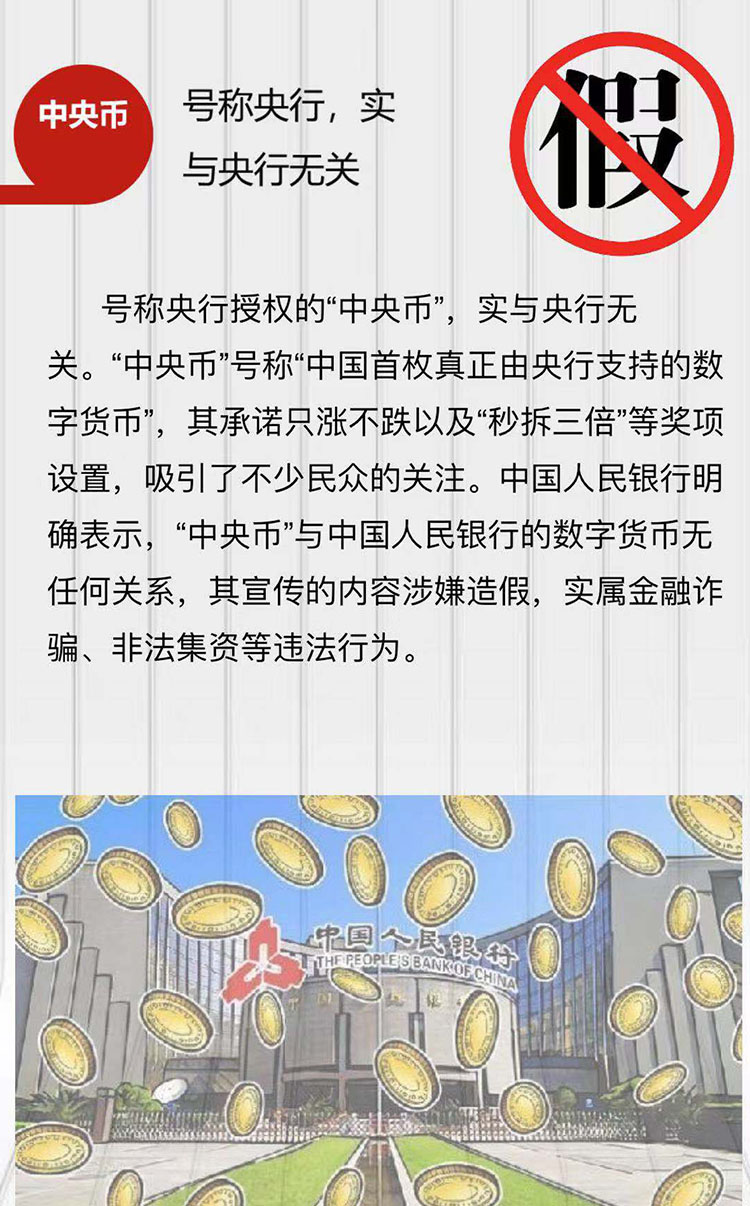 中央币
号称央行，实
与央行无关
假
号称央行授权的“中央币”，实与央行无
关。“中央币”号称“中国首枚真正由央行支持的数
字货币”，其承诺只涨不跌以及“秒拆三倍”等奖项
设置，吸引了不少民众的关注。中国人民银行明
确表示，“中央币”与中国人民银行的数字货币无
任何关系，其宣传的内容涉嫌造假，实属金融诈
骗、非法集资等违法行为。
中国人民银行
THE PEOPLE'S BANK OF CHINA